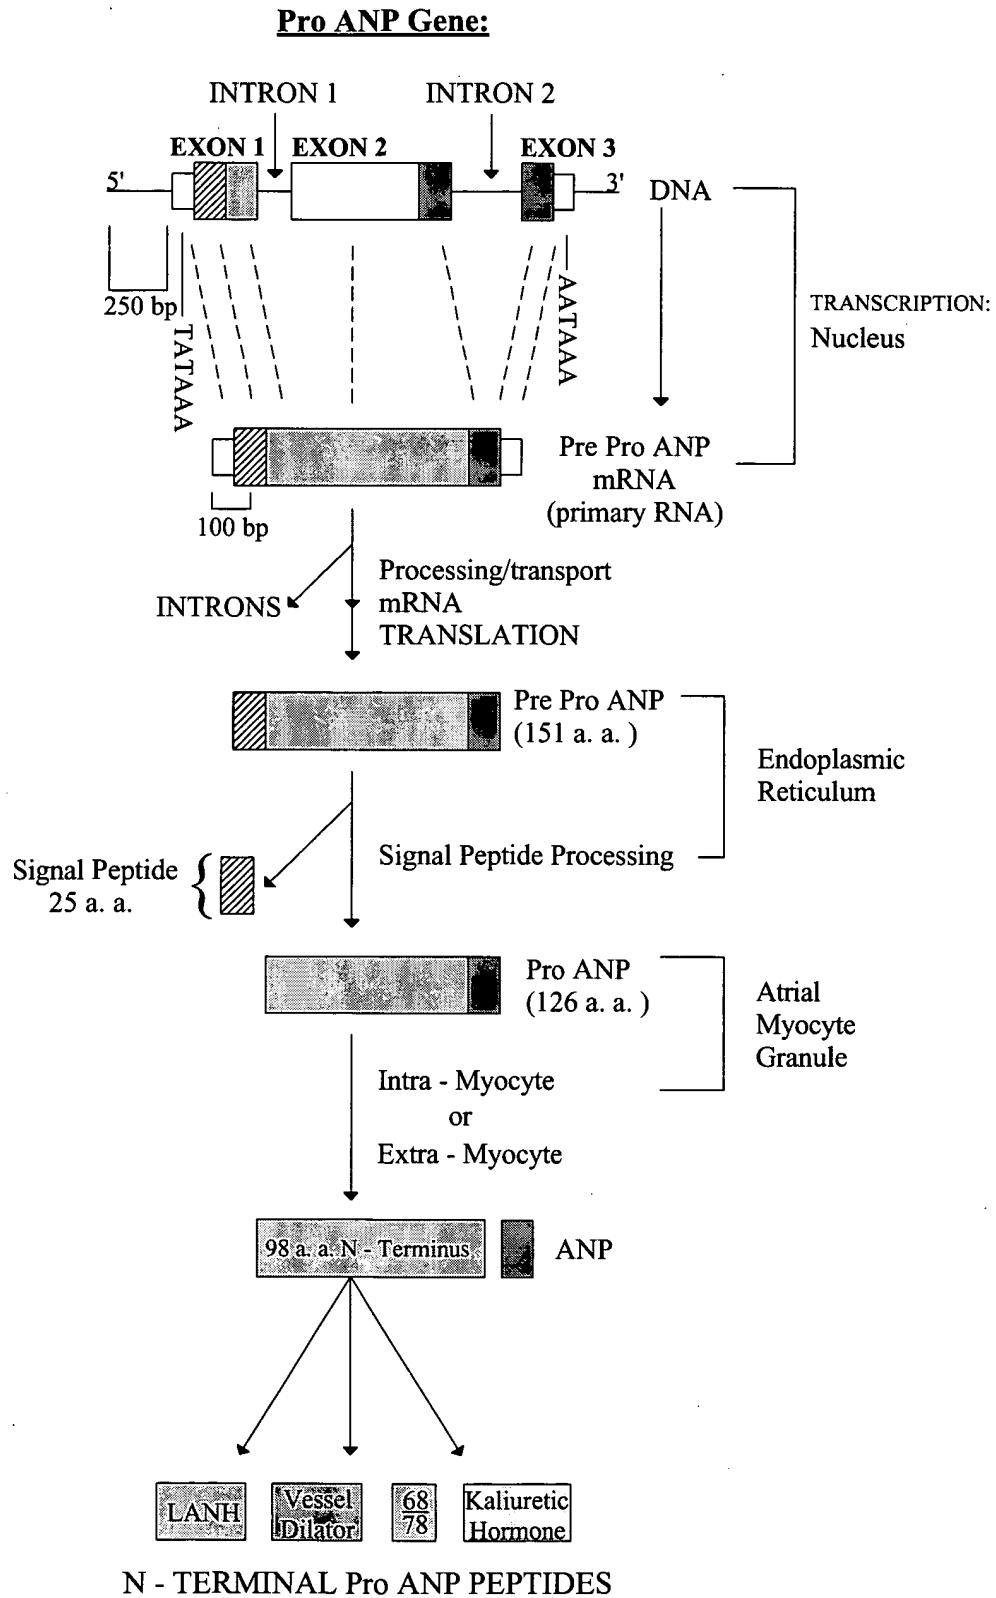 Pro ANP Gene:
INTRON 1
INTRON 2
EXON 1
EXON 2
EXON 3
5'
3'
DNA
250 bp
TATAAA
AATAAA
TRANSCRIPTION:
Nucleus
Pre Pro ANP
mRNA
(primary RNA)
100 bp
INTRONS
Processing/transport
mRNA
TRANSLATION
Pre Pro ANP
(151 a. a. )
Endoplasmic
Reticulum
Signal Peptide Processing
Signal Peptide
25 a. a.
Pro ANP
(126 a. a. )
Atrial
Myocyte
Granule
Intra - Myocyte
or
Extra - Myocyte
98 a. a. N - Terminus
ANP
LANH
Vessel
Dilator
68
78
Kaliuretic
Hormone
N - TERMINAL Pro ANP PEPTIDES